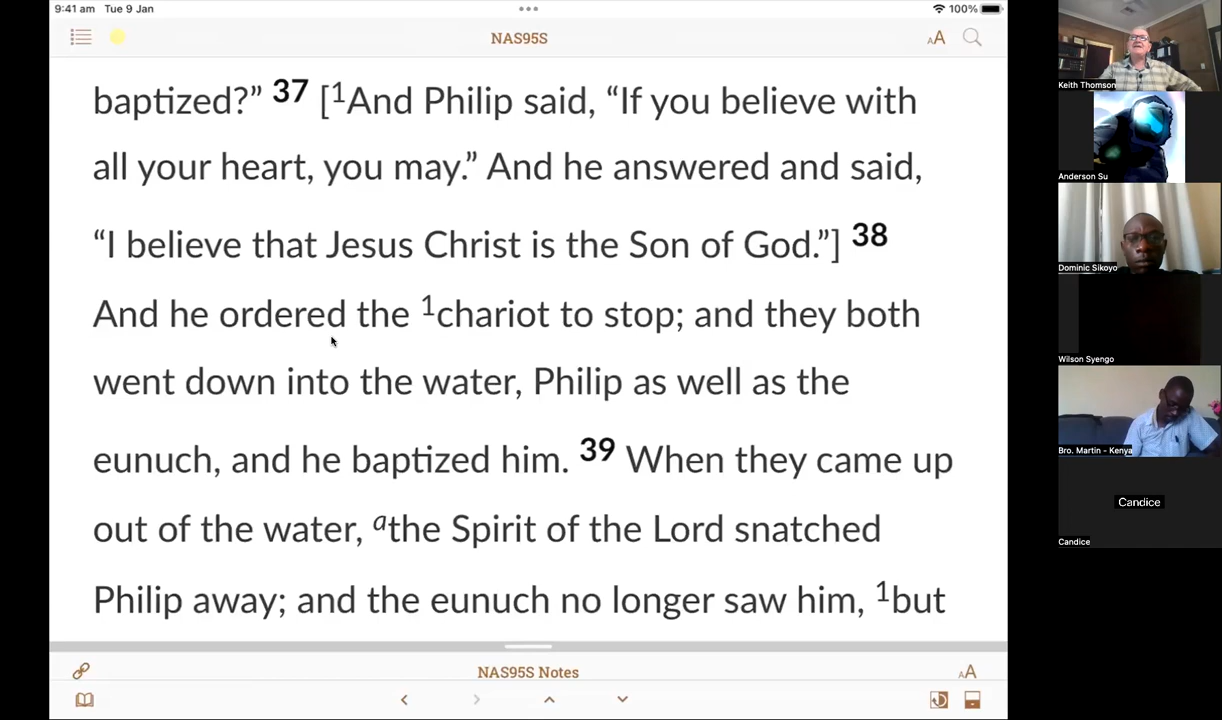 9:41 am Tue 9 Jan
100%
NAS95S
AA
baptized?” 37 [1And Philip said, “If you believe with
all your heart, you may.” And he answered and said,
“I believe that Jesus Christ is the Son of God.”] 38
And he ordered the 1chariot to stop; and they both
went down into the water, Philip as well as the
eunuch, and he baptized him. 39 When they came up
out of the water, athe Spirit of the Lord snatched
Philip away; and the eunuch no longer saw him, 1but
NAS95S Notes
AA
Keith Thomson
Anderson Su
Dominic Sikoyo
Wilson Syengo
Bro. Martin - Kenya
Candice
Candice